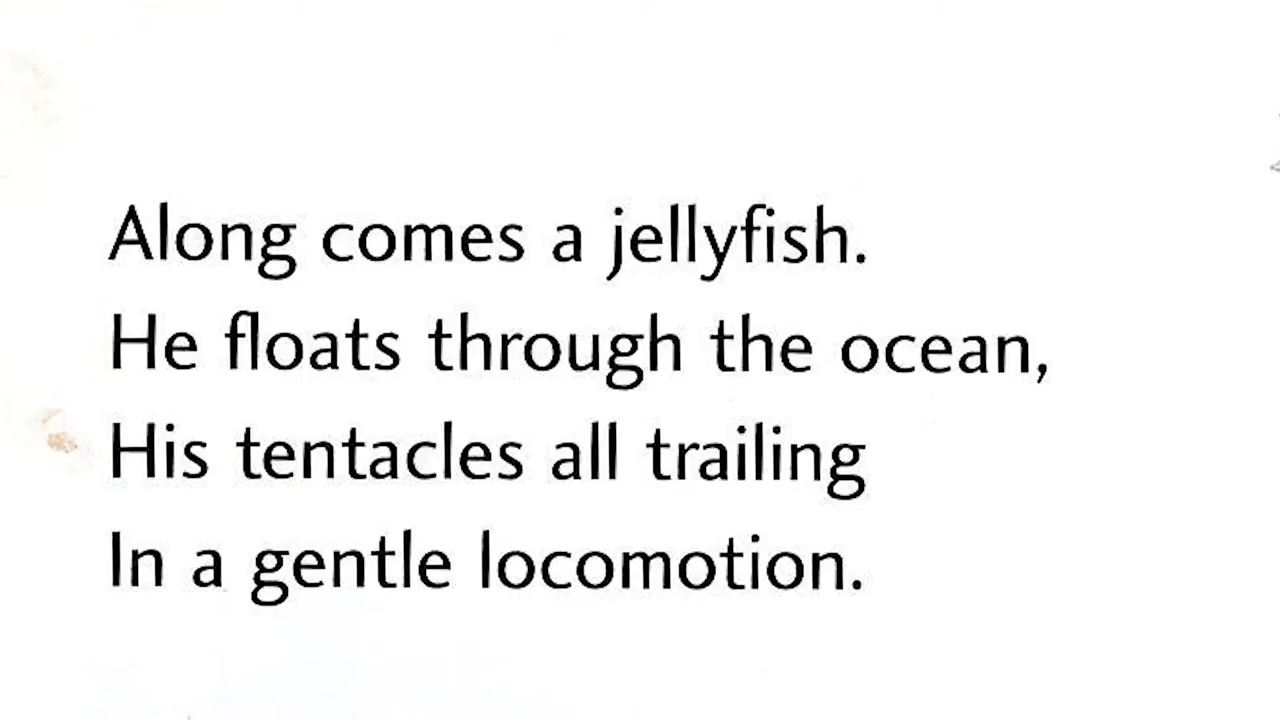 Along comes a jellyfish.
He floats through the ocean,
His tentacles all trailing
In a gentle locomotion.